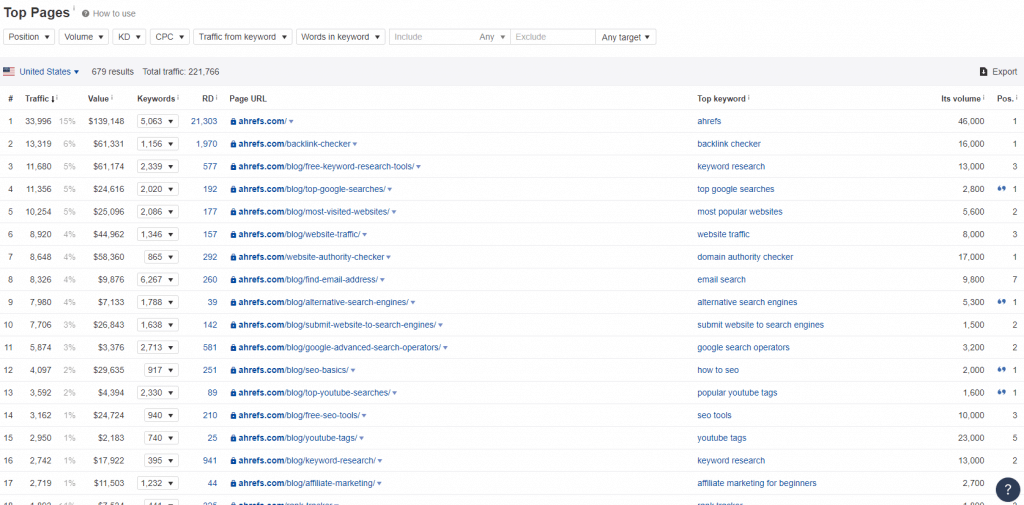 Top Pages i ? How to use
Position Volume KD CPC Traffic from keyword Words in keyword Include Any Exclude Any target
United States 679 results Total traffic: 221,766 Export
# Traffic i Value i Keywords i RD i Page URL Top keyword i Its volume i Pos. i
1 33,996 15% $139,148 5,063 21,303 ahrefs.com/ ahrefs 46,000 1
2 13,319 6% $61,331 1,156 1,970 ahrefs.com/backlink-checker backlink checker 16,000 1
3 11,680 5% $61,174 2,339 577 ahrefs.com/blog/free-keyword-research-tools/ keyword research 13,000 3
4 11,356 5% $24,616 2,020 192 ahrefs.com/blog/top-google-searches/ top google searches 2,800 1
5 10,254 5% $25,096 2,086 177 ahrefs.com/blog/most-visited-websites/ most popular websites 5,600 2
6 8,920 4% $44,962 1,346 157 ahrefs.com/blog/website-traffic/ website traffic 8,000 3
7 8,648 4% $58,360 865 292 ahrefs.com/website-authority-checker domain authority checker 17,000 1
8 8,326 4% $9,876 6,267 260 ahrefs.com/blog/find-email-address/ email search 9,800 7
9 7,980 4% $7,133 1,788 39 ahrefs.com/blog/alternative-search-engines/ alternative search engines 5,300 1
10 7,706 3% $26,843 1,638 142 ahrefs.com/blog/submit-website-to-search-engines/ submit website to search engines 1,500 2
11 5,874 3% $3,376 2,713 581 ahrefs.com/blog/google-advanced-search-operators/ google search operators 3,200 2
12 4,097 2% $29,635 917 251 ahrefs.com/blog/seo-basics/ how to seo 2,000 1
13 3,592 2% $4,394 2,330 89 ahrefs.com/blog/top-youtube-searches/ popular youtube tags 1,600 1
14 3,162 1% $24,724 940 210 ahrefs.com/blog/free-seo-tools/ seo tools 10,000 3
15 2,950 1% $2,183 740 25 ahrefs.com/blog/youtube-tags/ youtube tags 23,000 5
16 2,742 1% $17,922 395 941 ahrefs.com/blog/keyword-research/ keyword research 13,000 2
17 2,719 1% $11,503 1,232 44 ahrefs.com/blog/affiliate-marketing/ affiliate marketing for beginners 2,700
?